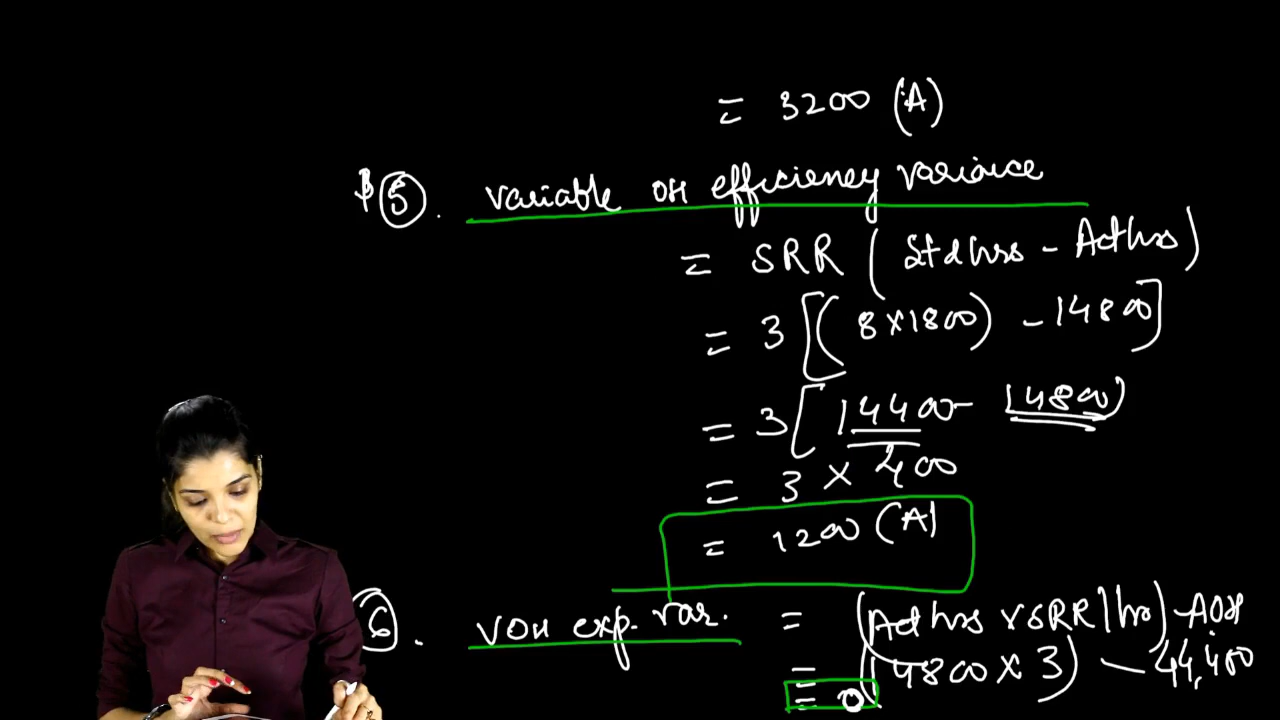 = 3200 (A)
5. variable OH efficiency variance
= SRR ( Std hrs - Act hrs )
= 3 [ ( 8 × 1800 ) - 14800 ]
= 3 [ 14400 - 14800 )
= 3 × 400
= 1200 (A)
6. VOH exp. var. = (Act hrs × SRR/hr) - AOH
= (14800 × 3) - 44,400
= 0